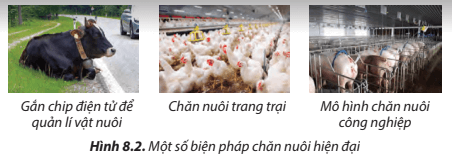 Gắn chip điện tử để
quản lí vật nuôi
Chăn nuôi trang trại
Mô hình chăn nuôi
công nghiệp
Hình 8.2. Một số biện pháp chăn nuôi hiện đại